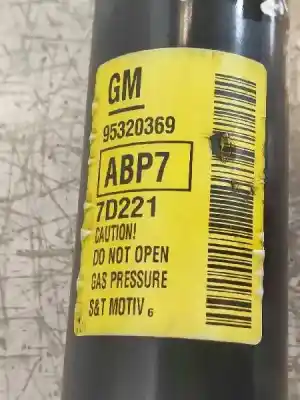 GM
95320369
ABP7
7D221
CAUTION!
DO NOT OPEN
GAS PRESSURE
S&T MOTIV 6